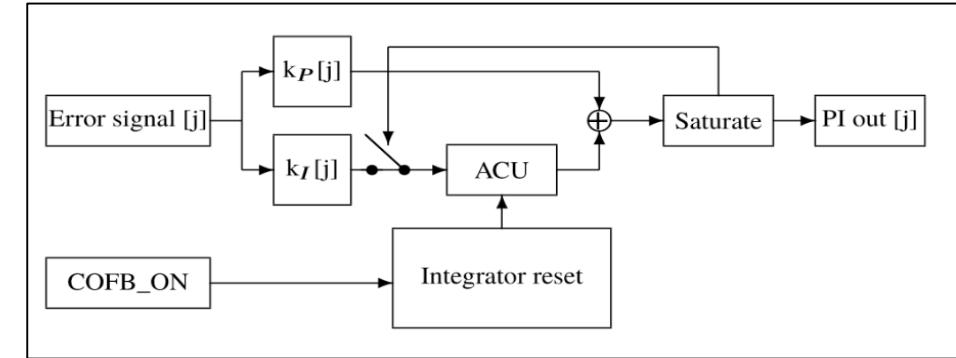 k_P[j]
Error signal [j]
Saturate
PI out [j]
k_I[j]
ACU
COFB_ON
Integrator reset